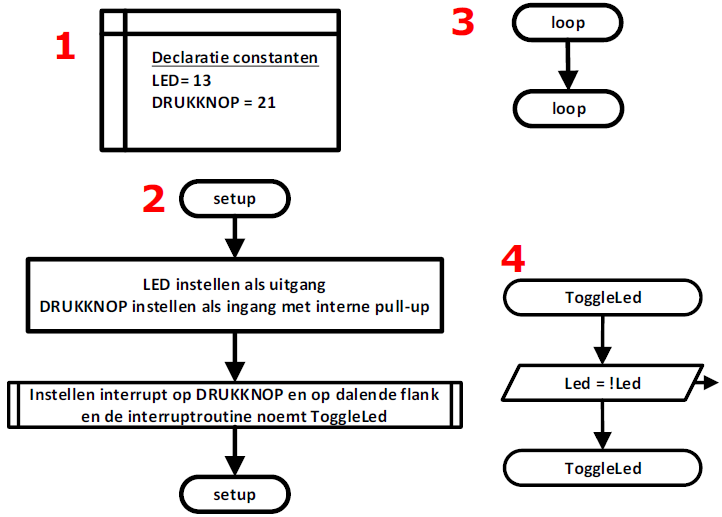 1
Declaratie constanten
LED= 13
DRUKKNOP = 21
2
setup
LED instellen als uitgang
DRUKKNOP instellen als ingang met interne pull-up
Instellen interrupt op DRUKKNOP en op dalende flank
en de interruptroutine noemt ToggleLed
setup
3
loop
loop
4
ToggleLed
Led = !Led
ToggleLed